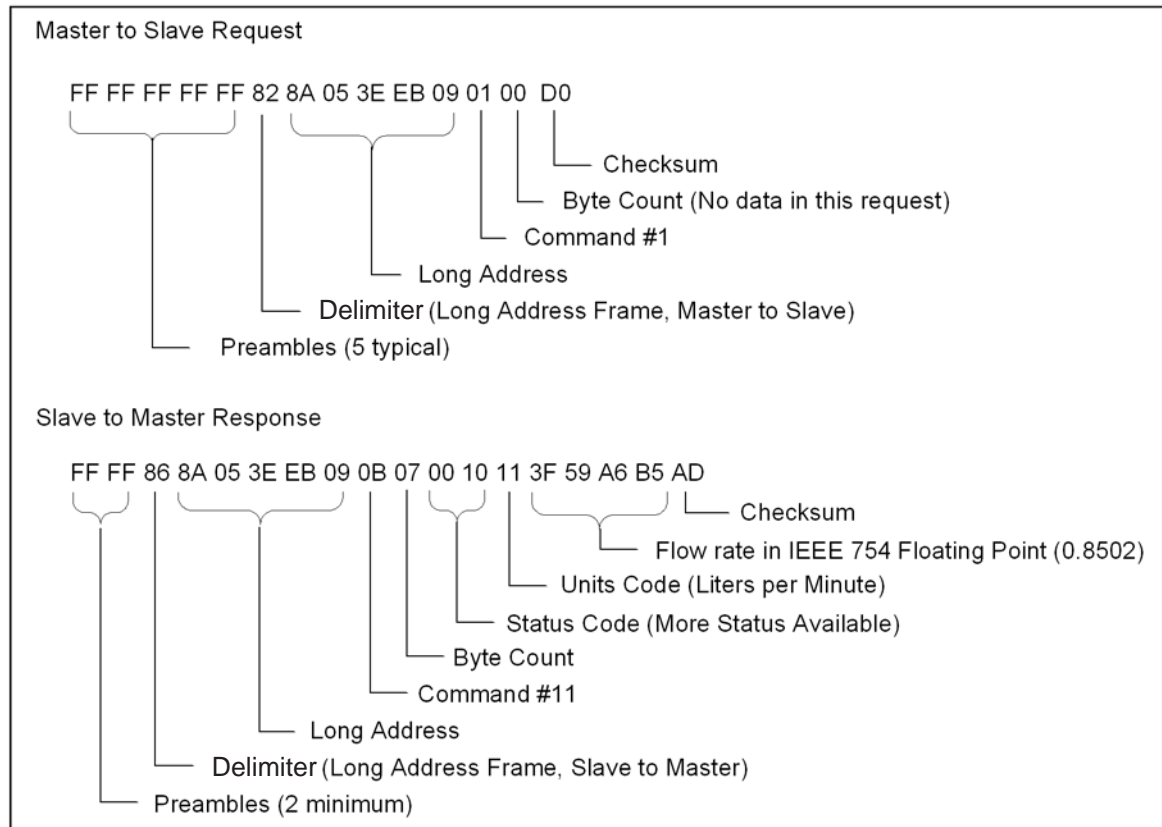 Master to Slave Request
FF FF FF FF FF 82 8A 05 3E EB 09 01 00 D0
Checksum
Byte Count (No data in this request)
Command #1
Long Address
Delimiter (Long Address Frame, Master to Slave)
Preambles (5 typical)
Slave to Master Response
FF FF 86 8A 05 3E EB 09 0B 07 00 10 11 3F 59 A6 B5 AD
Checksum
Flow rate in IEEE 754 Floating Point (0.8502)
Units Code (Liters per Minute)
Status Code (More Status Available)
Byte Count
Command #11
Long Address
Delimiter (Long Address Frame, Slave to Master)
Preambles (2 minimum)